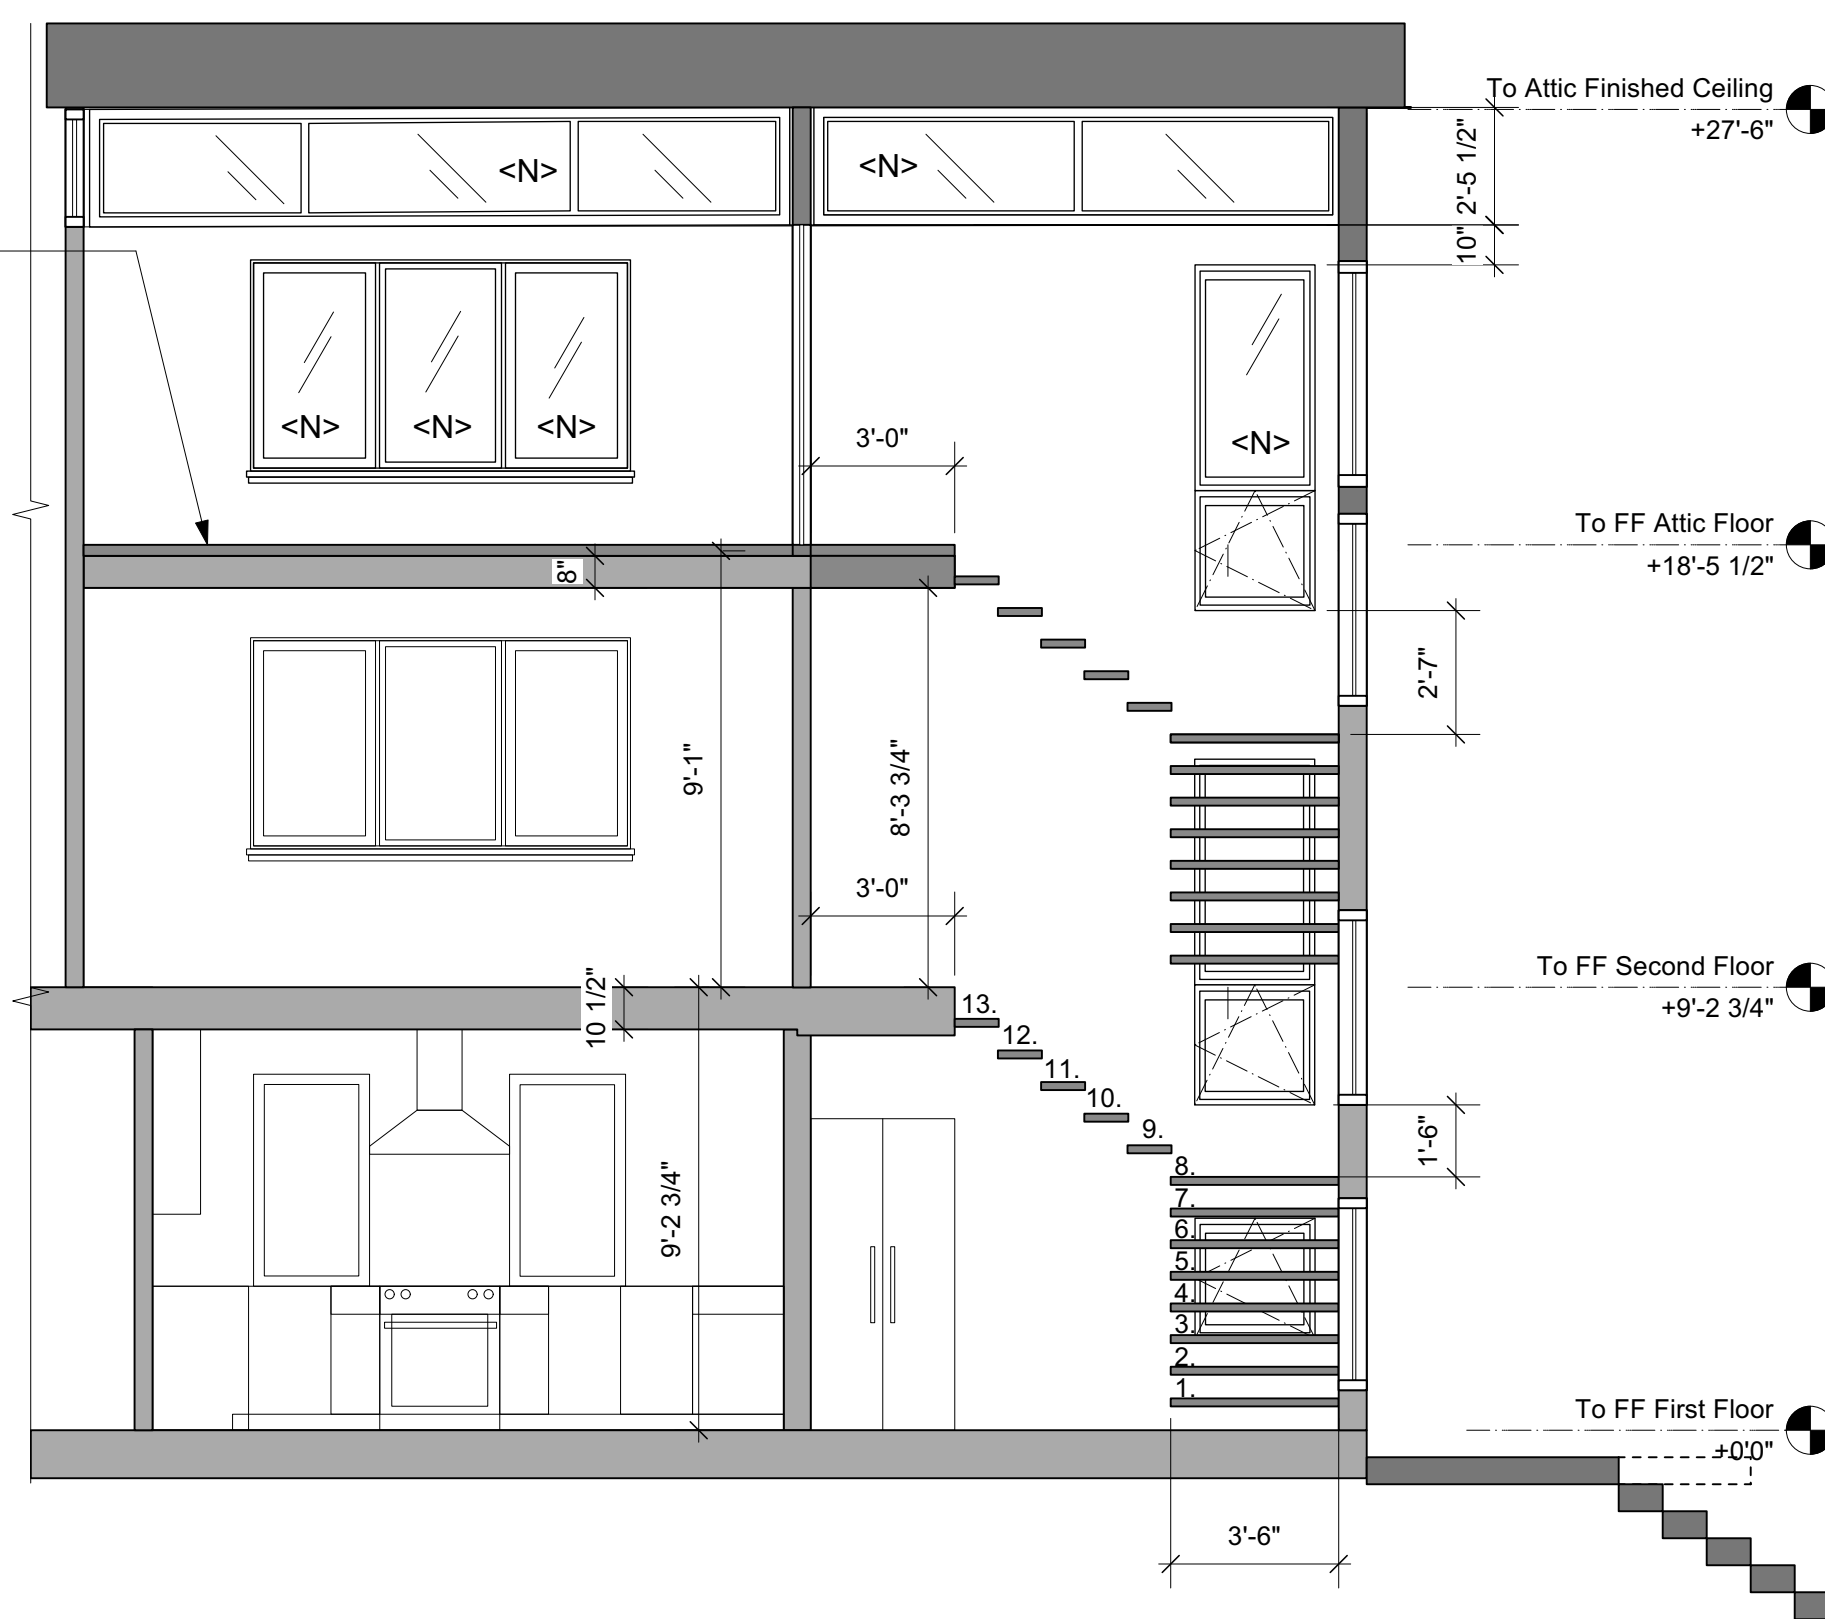 To Attic Finished Ceiling
+27'-6"
2'-5 1/2"
<N>
<N>
10"
<N>
<N>
<N>
3'-0"
<N>
To FF Attic Floor
+18'-5 1/2"
8"
2'-7"
9'-1"
8'-3 3/4"
3'-0"
To FF Second Floor
+9'-2 3/4"
10 1/2"
13.
12.
11.
10.
9.
1'-6"
8.
9'-2 3/4"
7.
6.
5.
4.
3.
2.
1.
To FF First Floor
+0'0"
3'-6"